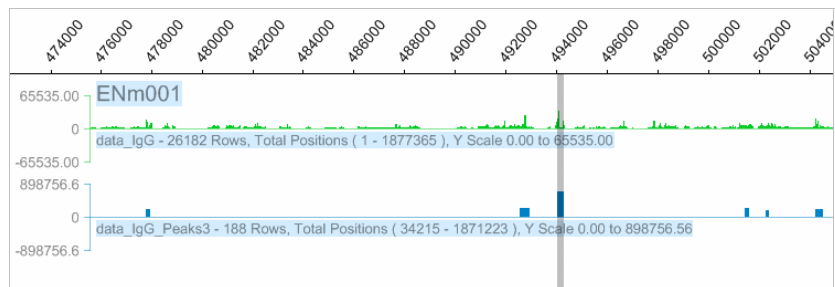 474000 476000 478000 480000 482000 484000 486000 488000 490000 492000 494000 496000 498000 500000 502000 504000
ENm001
65535.00
0
data_IgG - 26182 Rows, Total Positions ( 1 - 1877365 ), Y Scale 0.00 to 65535.00
-65535.00
898756.6
0
data_IgG_Peaks3 - 188 Rows, Total Positions ( 34215 - 1871223 ), Y Scale 0.00 to 898756.56
-898756.6